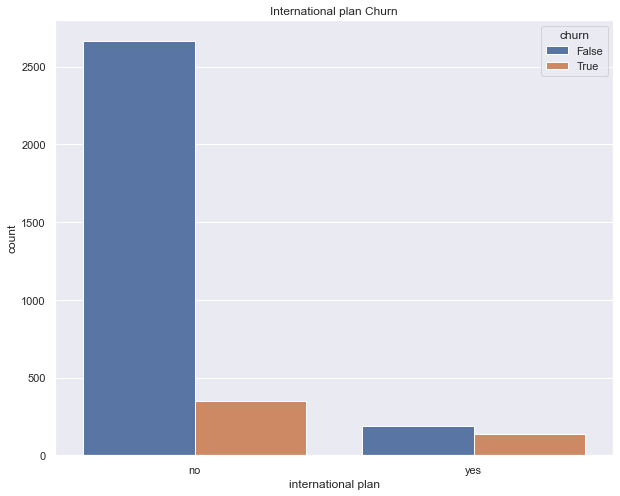 International plan Churn
churn
False
True
2500
2000
1500
1000
500
0
count
no
yes
international plan